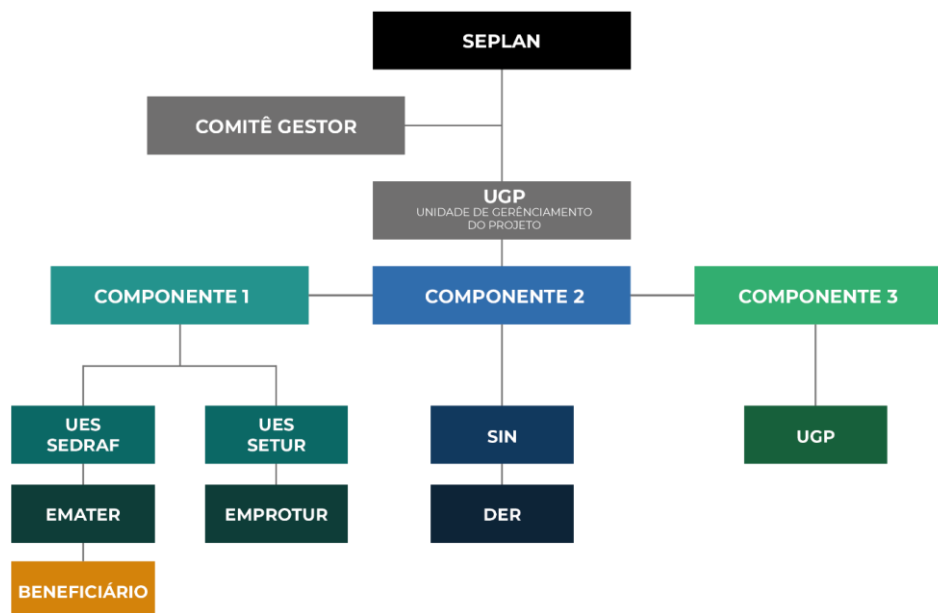 SEPLAN
COMITÊ GESTOR
UGP
UNIDADE DE GERÊNCIAMENTO
DO PROJETO
COMPONENTE 1
COMPONENTE 2
COMPONENTE 3
UES
SEDRAF
UES
SETUR
SIN
UGP
EMATER
EMPROTUR
DER
BENEFICIÁRIO